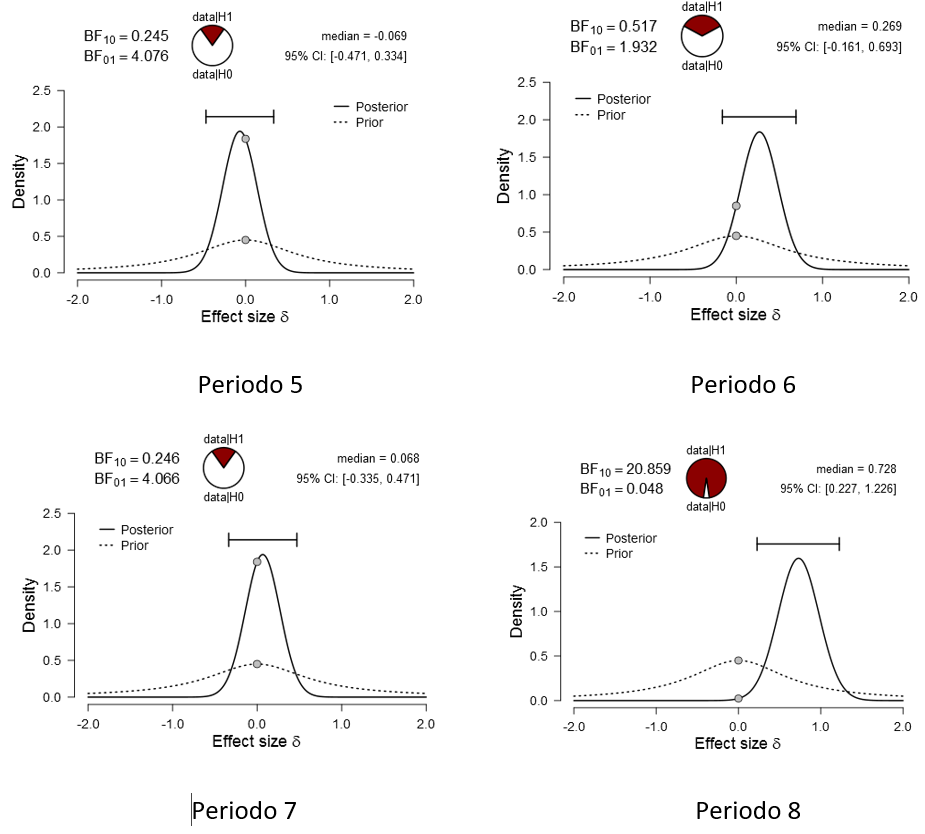 data|H1
BF10 = 0.245
BF01 = 4.076
data|H0
median = -0.069
95% CI: [-0.471, 0.334]
Posterior
Prior
2.5
2.0
1.5
1.0
0.5
0.0
Density
-2.0 -1.0 0.0 1.0 2.0
Effect size δ
Periodo 5
data|H1
BF10 = 0.517
BF01 = 1.932
data|H0
median = 0.269
95% CI: [-0.161, 0.693]
Posterior
Prior
2.5
2.0
1.5
1.0
0.5
0.0
Density
-2.0 -1.0 0.0 1.0 2.0
Effect size δ
Periodo 6
data|H1
BF10 = 0.246
BF01 = 4.066
data|H0
median = 0.068
95% CI: [-0.335, 0.471]
Posterior
Prior
2.5
2.0
1.5
1.0
0.5
0.0
Density
-2.0 -1.0 0.0 1.0 2.0
Effect size δ
Periodo 7
data|H1
BF10 = 20.859
BF01 = 0.048
data|H0
median = 0.728
95% CI: [0.227, 1.226]
Posterior
Prior
2.0
1.5
1.0
0.5
0.0
Density
-2.0 -1.0 0.0 1.0 2.0
Effect size δ
Periodo 8